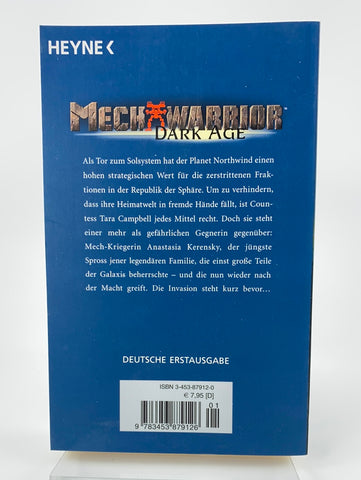 HEYNE
MECHWARRIOR™
DARK AGE
Als Tor zum Solsystem hat der Planet Northwind einen
hohen strategischen Wert für die zerstrittenen Frak-
tionen in der Republik der Sphäre. Um zu verhindern,
dass ihre Heimatwelt in fremde Hände fällt, ist Coun-
tess Tara Campbell jedes Mittel recht. Doch sie steht
einer mehr als gefährlichen Gegnerin gegenüber:
Mech-Kriegerin Anastasia Kerensky, der jüngste
Spross jener legendären Familie, die einst große Teile
der Galaxis beherrschte – und die nun wieder nach
der Macht greift. Die Invasion steht kurz bevor...
DEUTSCHE ERSTAUSGABE
ISBN 3-453-87912-0
€ 7,95 [D]
01
9 783453 879126